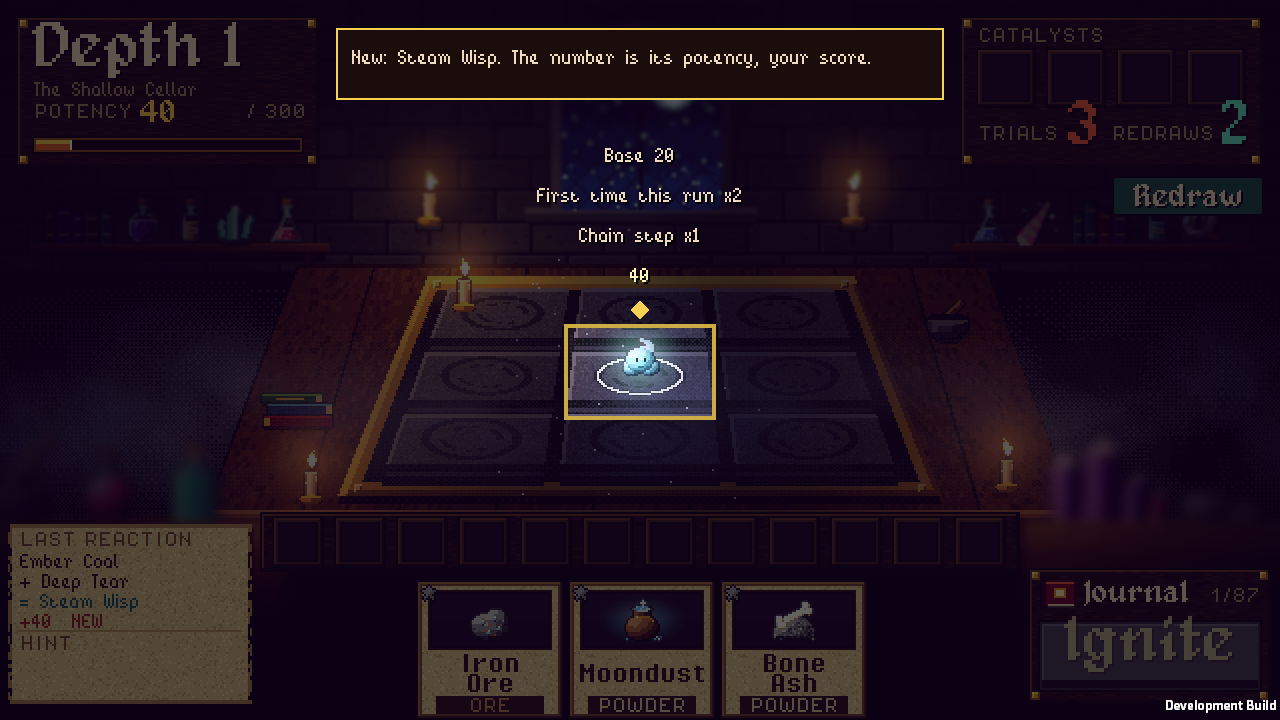 Depth 1
The Shallow Cellar
POTENCY 40 / 300
New: Steam Wisp. The number is its potency, your score.
CATALYSTS
TRIALS 3 REDRAWS 2
Redraw
Base 20
First time this run x2
Chain step x1
40
LAST REACTION
Ember Coal
+ Deep Tear
= Steam Wisp
+40 NEW
HINT
Iron
Ore
ORE
Moondust
POWDER
Bone
Ash
POWDER
Journal 1/87
Ignite
Development Build